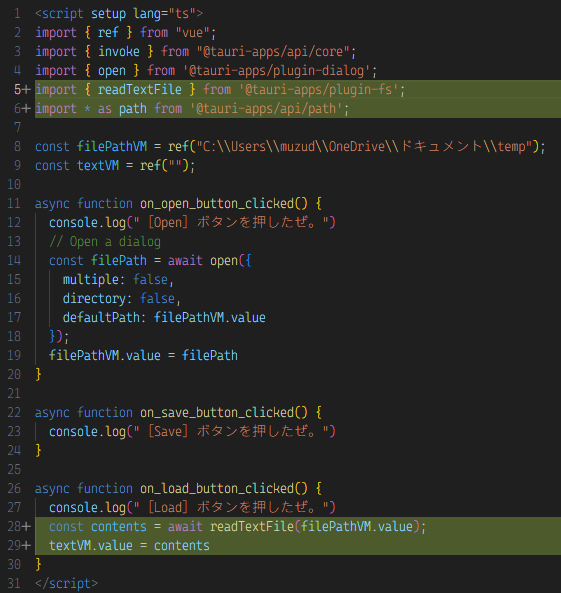 1 <script setup lang="ts">
2 import { ref } from "vue";
3 import { invoke } from "@tauri-apps/api/core";
4 import { open } from '@tauri-apps/plugin-dialog';
5+ import { readTextFile } from '@tauri-apps/plugin-fs';
6+ import * as path from '@tauri-apps/api/path';
7
8 const filePathVM = ref("C:\\Users\\muzud\\OneDrive\\ドキュメント\\temp");
9 const textVM = ref("");
10
11 async function on_open_button_clicked() {
12   console.log(" [Open] ボタンを押したぜ。")
13   // Open a dialog
14   const filePath = await open({
15     multiple: false,
16     directory: false,
17     defaultPath: filePathVM.value
18   });
19   filePathVM.value = filePath
20 }
21
22 async function on_save_button_clicked() {
23   console.log(" [Save] ボタンを押したぜ。")
24 }
25
26 async function on_load_button_clicked() {
27   console.log(" [Load] ボタンを押したぜ。")
28+   const contents = await readTextFile(filePathVM.value);
29+   textVM.value = contents
30 }
31 </script>